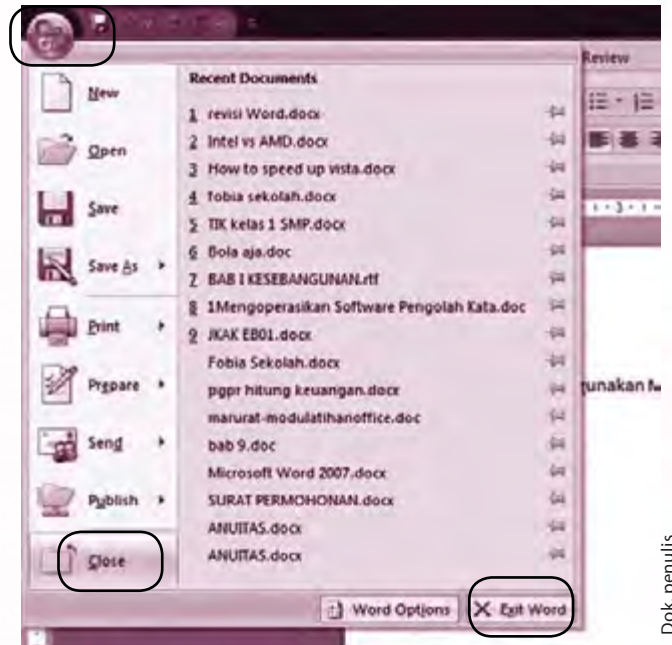 Review
New
Open
Save
Save As
Print
Prepare
Send
Publish
Close
Recent Documents
1 revisi Word.docx
2 Intel vs AMD.docx
3 How to speed up vista.docx
4 fobia sekolah.docx
5 TIK kelas 1 SMP.docx
6 Bola aja.doc
7 BAB I KESEBANGUNAN.rtf
8 1Mengoperasikan Software Pengolah Kata.doc
9 JKAK EB01.docx
Fobia Sekolah.docx
pgpr hitung keuangan.docx
marurat-modulatihanoffice.doc
bab 9.doc
Microsoft Word 2007.docx
SURAT PERMOHONAN.docx
ANUITAS.docx
ANUITAS.docx
Word Options
Exit Word
gunakan
Dok penulis